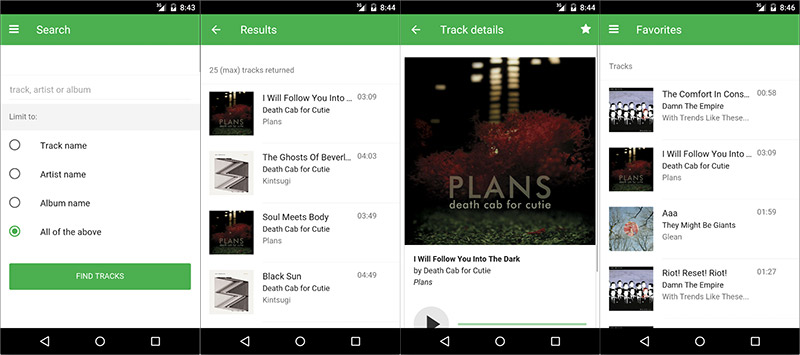 3G 8:43
Search
track, artist or album
Limit to:
Track name
Artist name
Album name
All of the above
FIND TRACKS
3G 8:44
Results
25 (max) tracks returned
I Will Follow You Into ... 03:09
Death Cab for Cutie
Plans
The Ghosts Of Beverl... 04:03
Death Cab for Cutie
Kintsugi
Soul Meets Body 03:49
Death Cab for Cutie
Plans
Black Sun 04:49
Death Cab for Cutie
Kintsugi
3G 8:44
Track details
PLANS
death cab for cutie
I Will Follow You Into The Dark
by Death Cab for Cutie
Plans
3G 8:46
Favorites
Tracks
The Comfort In Cons... 00:58
Damn The Empire
With Trends Like These...
I Will Follow You Into ... 03:09
Death Cab for Cutie
Plans
Aaa 01:59
They Might Be Giants
Glean
Riot! Reset! Riot! 01:27
Damn The Empire
With Trends Like These...